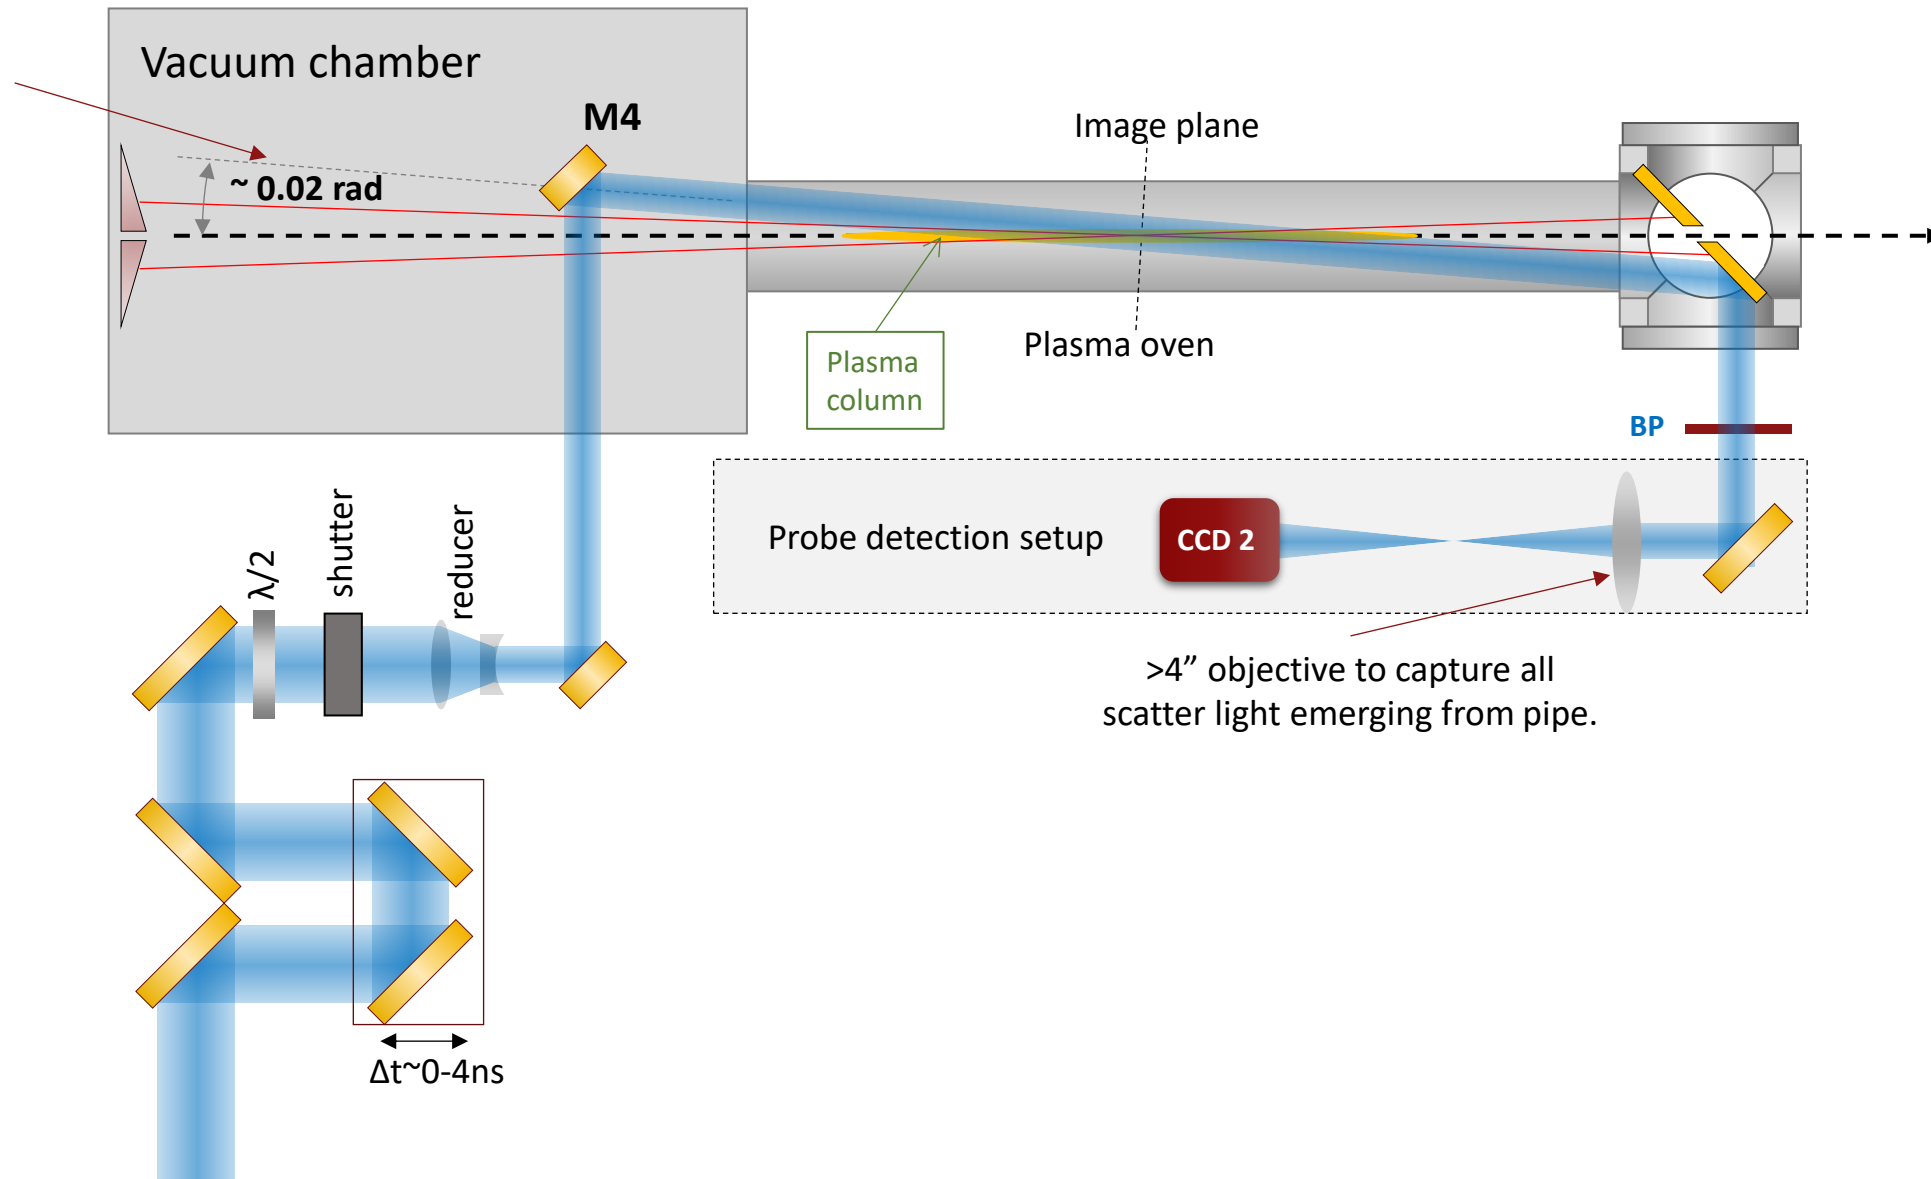 Vacuum chamber
M4
~ 0.02 rad
Image plane
Plasma oven
Plasma
column
BP
Probe detection setup
CCD 2
λ/2
shutter
reducer
>4” objective to capture all
scatter light emerging from pipe.
Δt~0-4ns